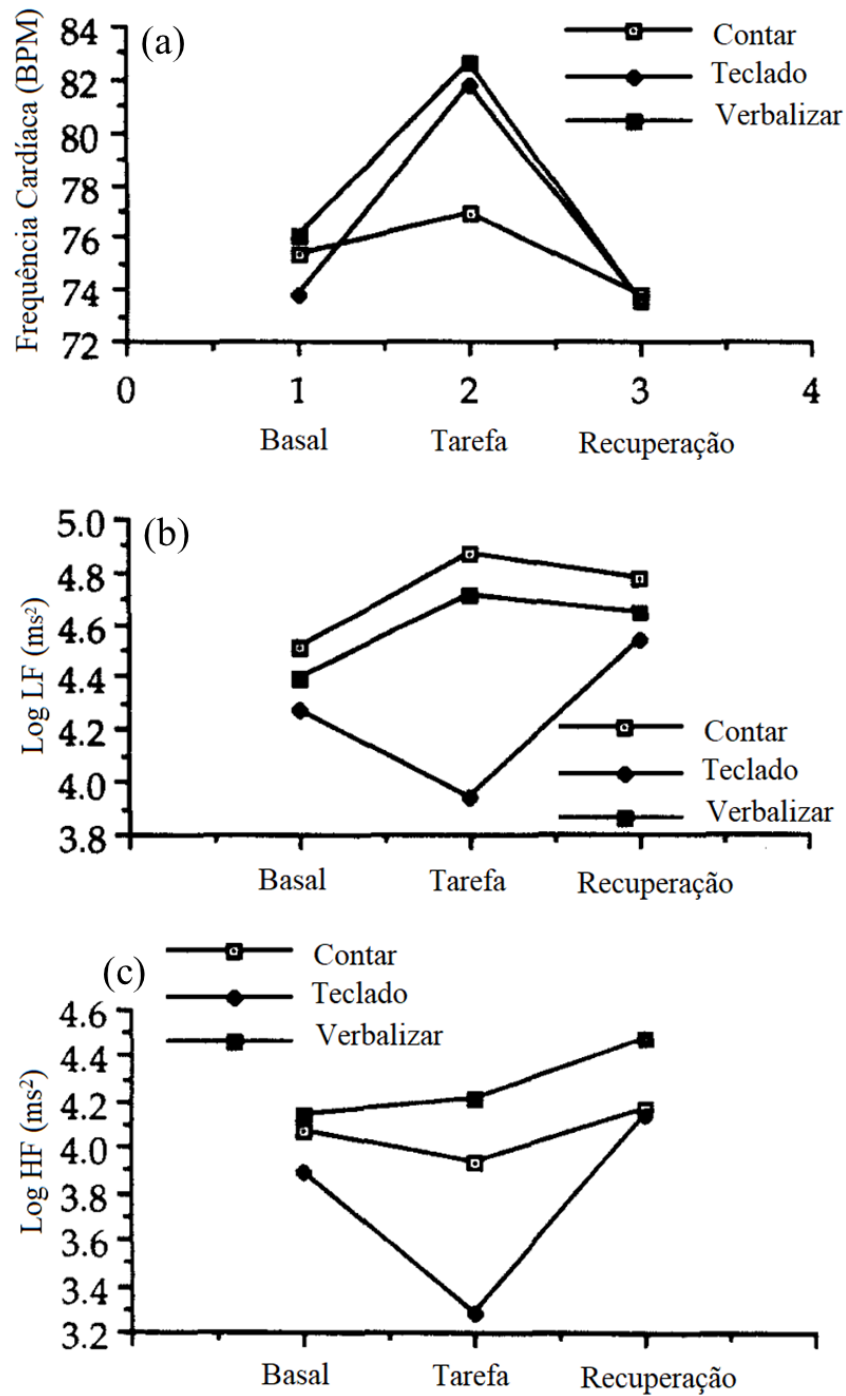 (a)
Contar
Teclado
Verbalizar
Frequência Cardíaca (BPM)
84
82
80
78
76
74
72
0 1 2 3 4
Basal Tarefa Recuperação
(b)
Log LF (ms²)
5.0
4.8
4.6
4.4
4.2
4.0
3.8
Contar
Teclado
Verbalizar
Basal Tarefa Recuperação
(c)
Contar
Teclado
Verbalizar
Log HF (ms²)
4.6
4.4
4.2
4.0
3.8
3.6
3.4
3.2
Basal Tarefa Recuperação